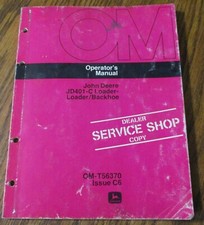 OM
Operator's
Manual
John Deere
JD401-C Loader-
Loader/Backhoe
DEALER
SERVICE SHOP
COPY
OM-T56370
Issue C6